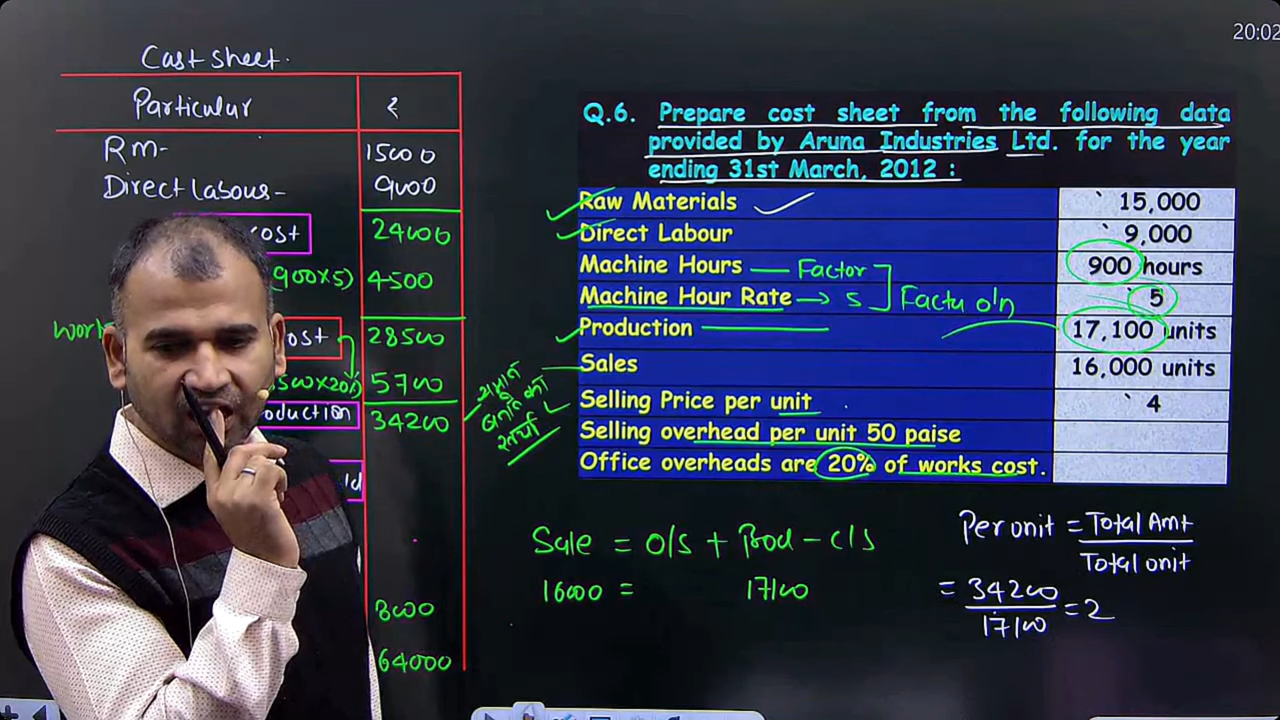 20:02
Cast sheet.
Particular ₹
RM- 15000
Direct Labour- 9000
cost 24000
(900×5) 4500
work cost 28500
500×20%) 5700
oduction 34200
ld
8000
64000
Q.6. Prepare cost sheet from the following data
provided by Aruna Industries Ltd. for the year
ending 31st March, 2012 :
Raw Materials ` 15,000
Direct Labour ` 9,000
Machine Hours — Factor 900 hours
Machine Hour Rate → 5 Factu o'n ` 5
Production 17,100 units
Sales 16,000 units
Selling Price per unit ` 4
Selling overhead per unit 50 paise
Office overheads are 20% of works cost.
Sale = O/S + Prod - C/S
16000 = 17100
Per unit = Total Amt
Total unit
= 34200
17100 = 2